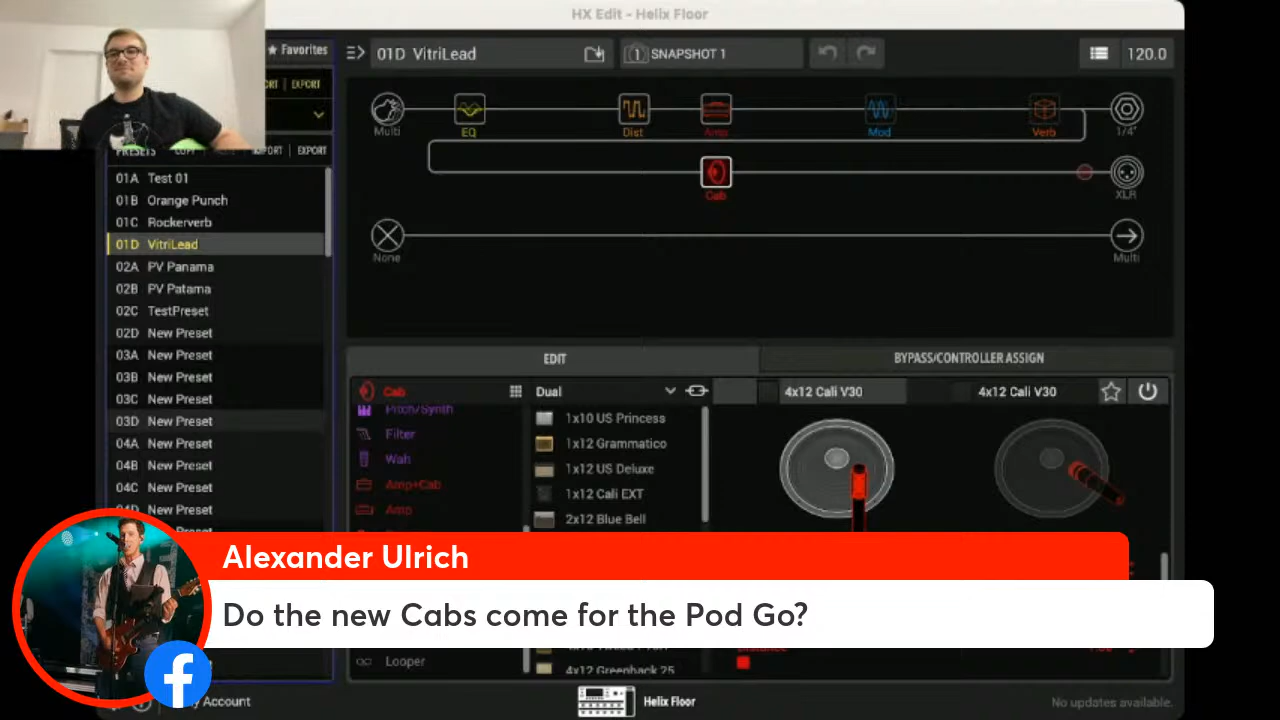 HX Edit - Helix Floor
★ Favorites
01D VitriLead
1 SNAPSHOT 1
120.0
EXPORT
Multi
EQ
Dist
Amp
Mod
Verb
1/4"
PRESETS
EXPORT
Cab
XLR
None
Multi
01A Test 01
01B Orange Punch
01C Rockerverb
01D VitriLead
02A PV Panama
02B PV Patama
02C TestPreset
02D New Preset
03A New Preset
03B New Preset
03C New Preset
03D New Preset
04A New Preset
04B New Preset
04C New Preset
04D New Preset
EDIT
BYPASS/CONTROLLER ASSIGN
Cab
Dual
4x12 Cali V30
4x12 Cali V30
Pitch/Synth
Filter
Wah
Amp+Cab
Amp
Looper
1x10 US Princess
1x12 Grammatico
1x12 US Deluxe
1x12 Cali EXT
2x12 Blue Bell
4x12 Greenback 25
Alexander Ulrich
Do the new Cabs come for the Pod Go?
Account
Helix Floor
No updates available.